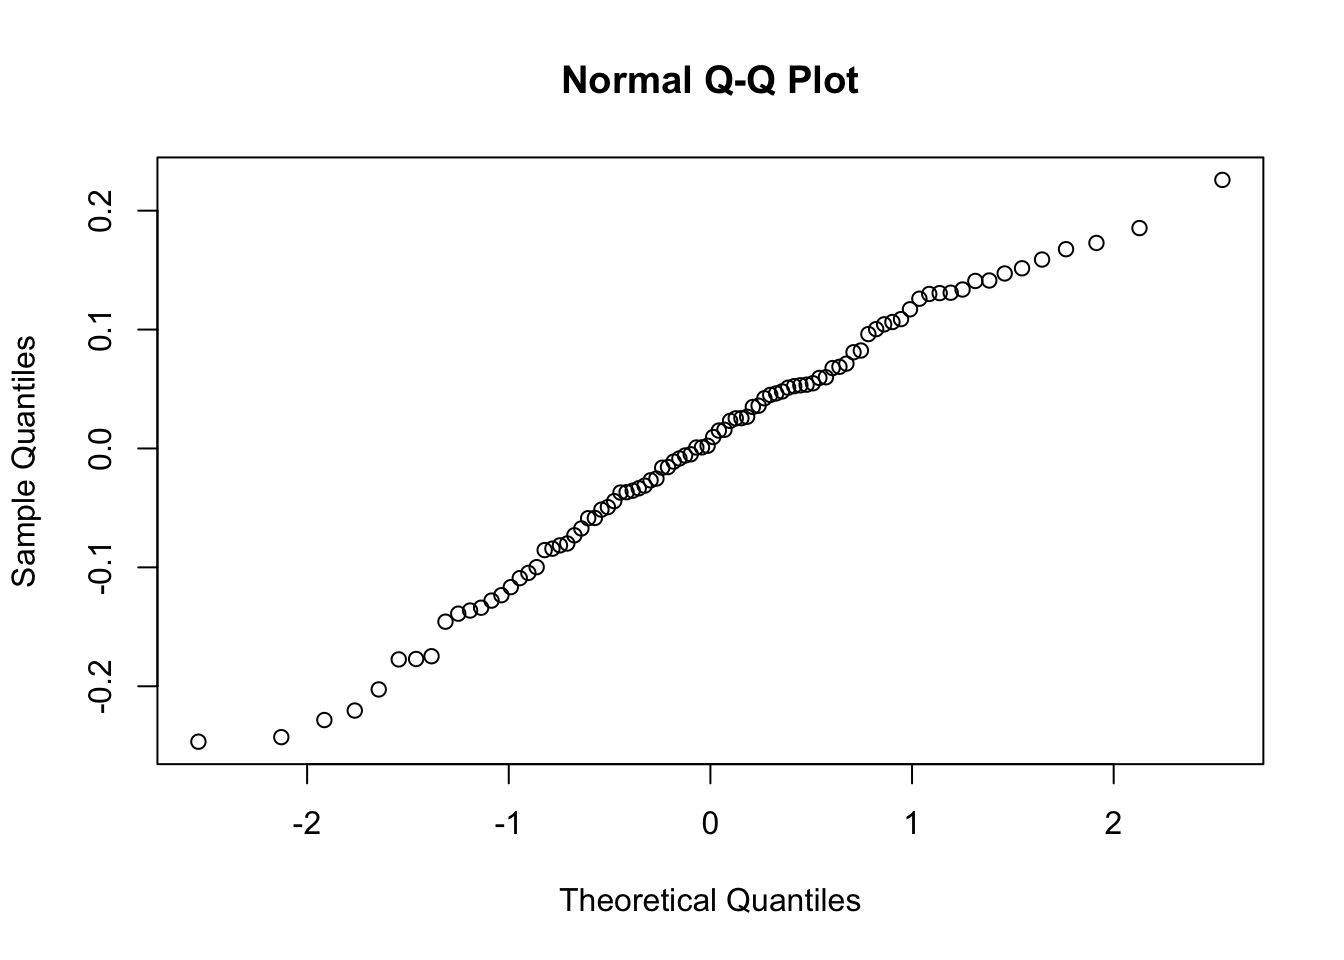 Normal Q-Q Plot
0.2
0.1
0.0
-0.1
-0.2
Sample Quantiles
-2 -1 0 1 2
Theoretical Quantiles